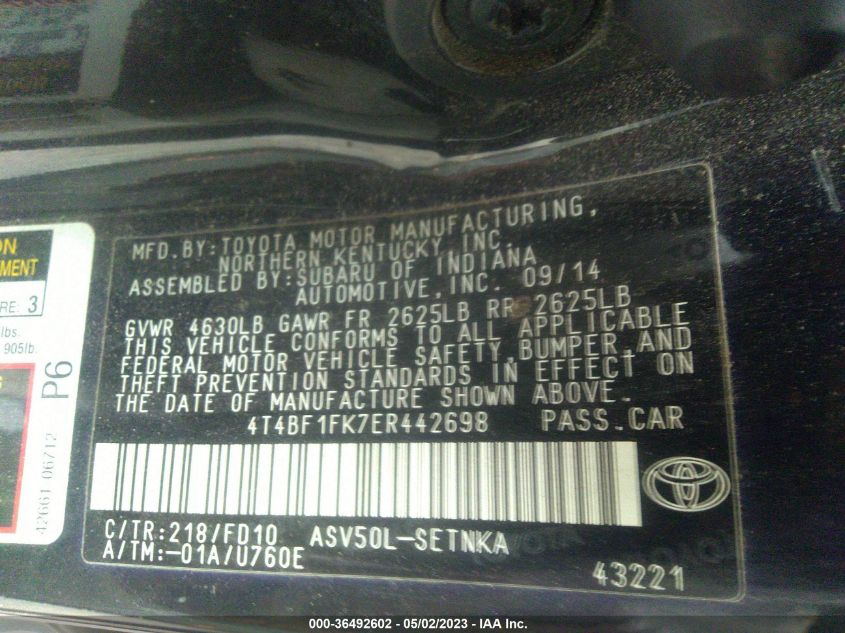 MFD.BY:TOYOTA MOTOR MANUFACTURING,
NORTHERN KENTUCKY, INC.
ASSEMBLED BY:SUBARU OF INDIANA
AUTOMOTIVE, INC. 09/14
GVWR 4630LB GAWR FR 2625LB RR 2625LB
THIS VEHICLE CONFORMS TO ALL APPLICABLE
FEDERAL MOTOR VEHICLE SAFETY, BUMPER, AND
THEFT PREVENTION STANDARDS IN EFFECT ON
THE DATE OF MANUFACTURE SHOWN ABOVE.
4T4BF1FK7ER442698 PASS.CAR
C/TR:218/FD10 ASV50L-SETNKA
A/TM:-01A/U760E
43221
TOYOTA
ON
EMENT
RE: 3
lbs.
905lb.
P6
42661 06712
000-36492602 - 05/02/2023 - IAA Inc.